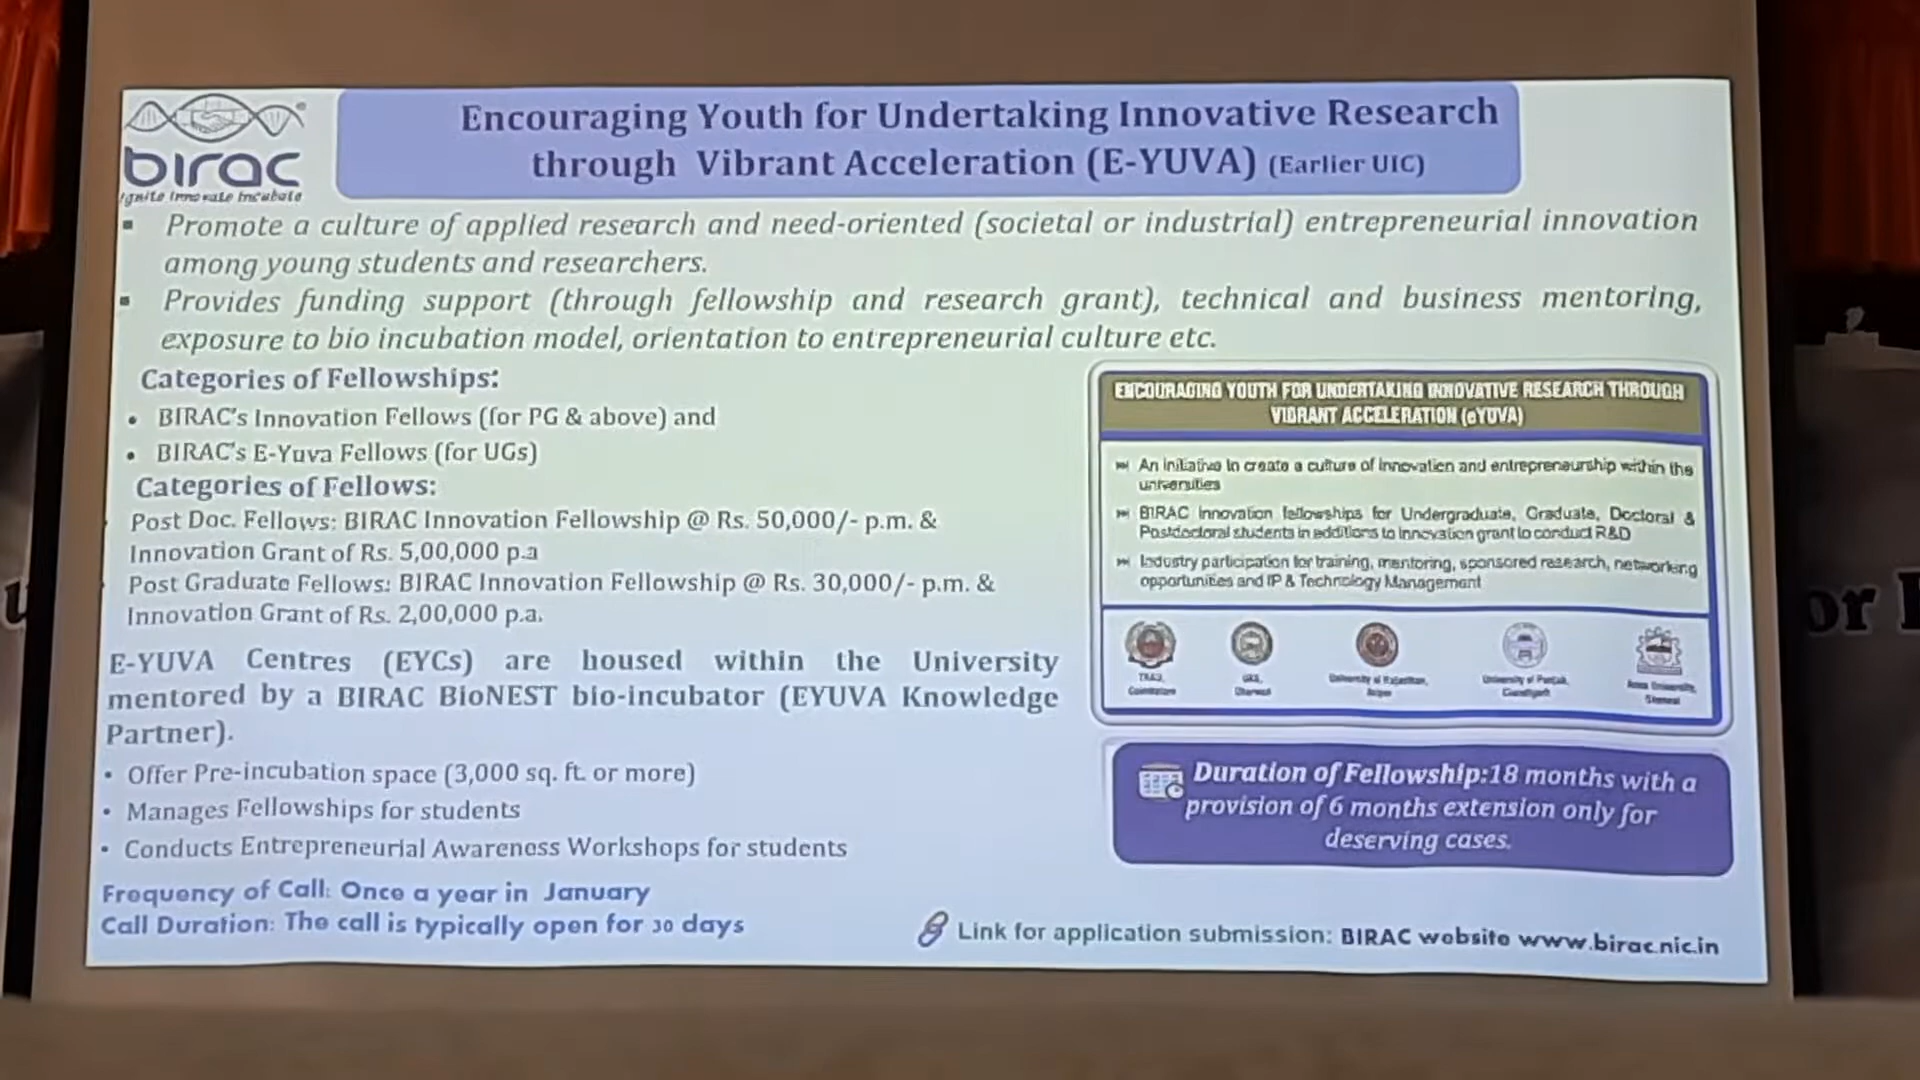 birac
Ignite Innovate Incubate
Encouraging Youth for Undertaking Innovative Research
through Vibrant Acceleration (E-YUVA) (Earlier UIC)
▪ Promote a culture of applied research and need-oriented (societal or industrial) entrepreneurial innovation
among young students and researchers.
▪ Provides funding support (through fellowship and research grant), technical and business mentoring,
exposure to bio incubation model, orientation to entrepreneurial culture etc.
Categories of Fellowships:
• BIRAC's Innovation Fellows (for PG & above) and
• BIRAC's E-Yuva Fellows (for UGs)
Categories of Fellows:
Post Doc. Fellows: BIRAC Innovation Fellowship @ Rs. 50,000/- p.m. &
Innovation Grant of Rs. 5,00,000 p.a
Post Graduate Fellows: BIRAC Innovation Fellowship @ Rs. 30,000/- p.m. &
Innovation Grant of Rs. 2,00,000 p.a.
E-YUVA Centres (EYCs) are housed within the University
mentored by a BIRAC BioNEST bio-incubator (EYUVA Knowledge
Partner).
• Offer Pre-incubation space (3,000 sq. ft. or more)
• Manages Fellowships for students
• Conducts Entrepreneurial Awareness Workshops for students
Frequency of Call: Once a year in January
Call Duration: The call is typically open for 30 days
ENCOURAGING YOUTH FOR UNDERTAKING INNOVATIVE RESEARCH THROUGH
VIBRANT ACCELERATION (eYUVA)
An initiative to create a culture of innovation and entrepreneurship within the
universities
BIRAC Innovation fellowships for Undergraduate, Graduate, Doctoral &
Postdoctoral students in additions to innovation grant to conduct R&D
Industry participation for training, mentoring, sponsored research, networking
opportunities and IP & Technology Management
University of Rajasthan,
University of Punjab,
Anna University,
Duration of Fellowship:18 months with a
provision of 6 months extension only for
deserving cases.
Link for application submission: BIRAC website www.birac.nic.in
or